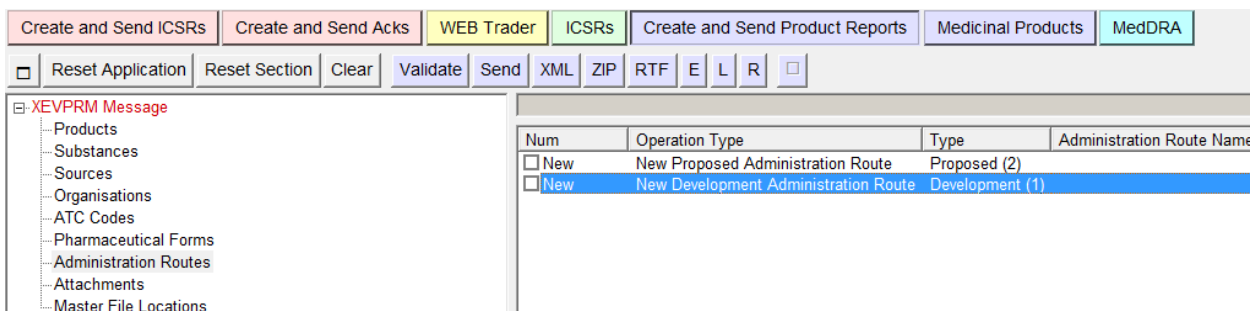 Create and Send ICSRs Create and Send Acks WEB Trader ICSRs Create and Send Product Reports Medicinal Products MedDRA
Reset Application Reset Section Clear Validate Send XML ZIP RTF E L R
XEVPRM Message
Products
Substances
Sources
Organisations
ATC Codes
Pharmaceutical Forms
Administration Routes
Attachments
Master File Locations
Num Operation Type Type Administration Route Name
New New Proposed Administration Route Proposed (2)
New New Development Administration Route Development (1)